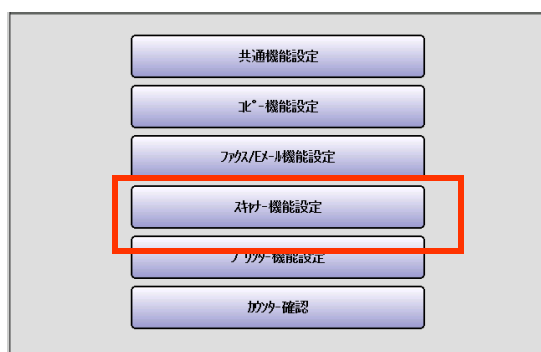 共通機能設定
ｺﾋﾟｰ機能設定
ﾌｧｸｽ/Eﾒｰﾙ機能設定
ｽｷｬﾅｰ機能設定
ﾌﾟﾘﾝﾀｰ機能設定
ｶｳﾝﾀｰ確認